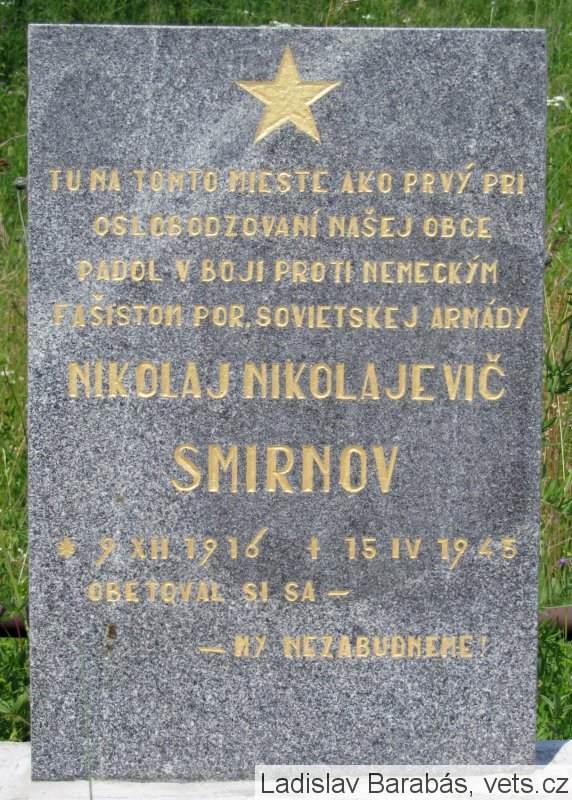 TU NA TOMTO MIESTE AKO PRVÝ PRI
OSLOBODZOVANÍ NAŠEJ OBCE
PADOL V BOJI PROTI NEMECKÝM
FAŠISTOM POR. SOVIETSKEJ ARMÁDY
NIKOLAJ NIKOLAJEVIČ
SMIRNOV
* 9 XII. 1916 † 15 IV 1945
OBETOVAL SI SA –
– MY NEZABUDNEME!
Ladislav Barabás, vets.cz